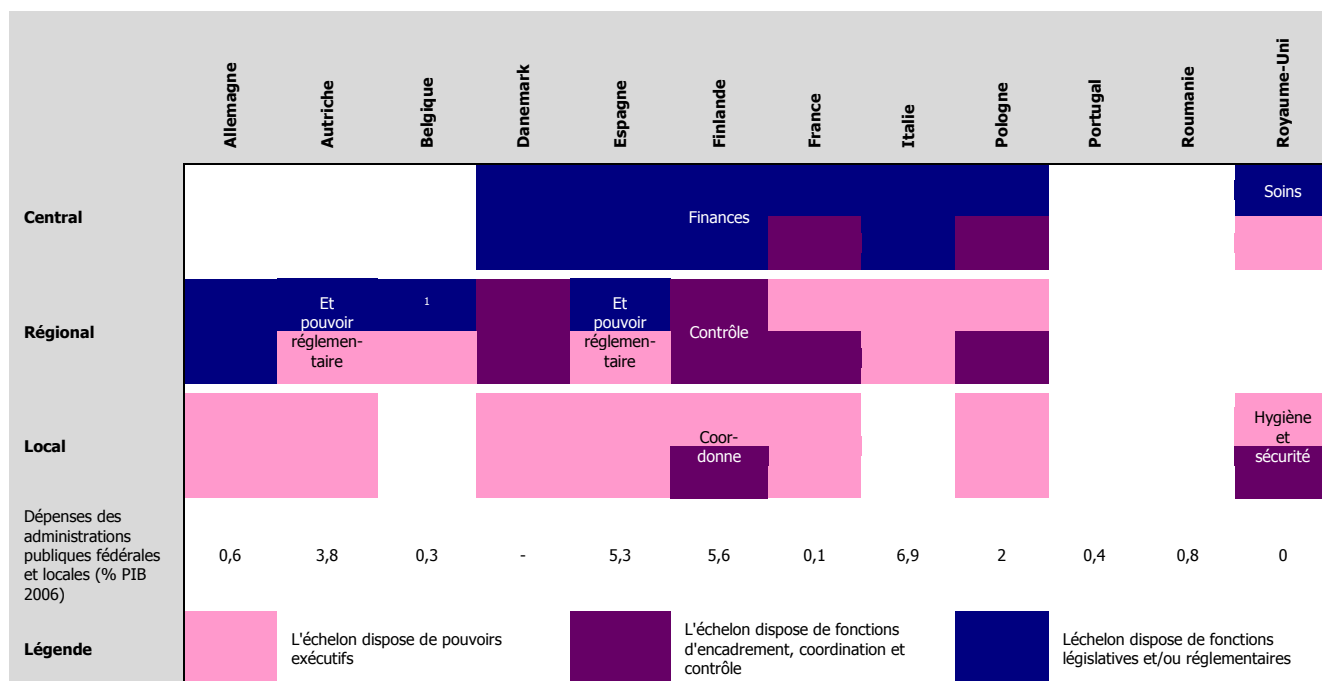 Allemagne
Autriche
Belgique
Danemark
Espagne
Finlande
France
Italie
Pologne
Portugal
Roumanie
Royaume-Uni
Central
Finances
Soins
Régional
Et
pouvoir
réglemen-
taire
1
Et
pouvoir
réglemen-
taire
Contrôle
Local
Coor-
donne
Hygiène
et
sécurité
Dépenses des
administrations
publiques fédérales
et locales (% PIB
2006)
0,6 3,8 0,3 - 5,3 5,6 0,1 6,9 2 0,4 0,8 0
Légende
L'échelon dispose de pouvoirs
exécutifs
L'échelon dispose de fonctions
d'encadrement, coordination et
contrôle
Léchelon dispose de fonctions
législatives et/ou réglementaires